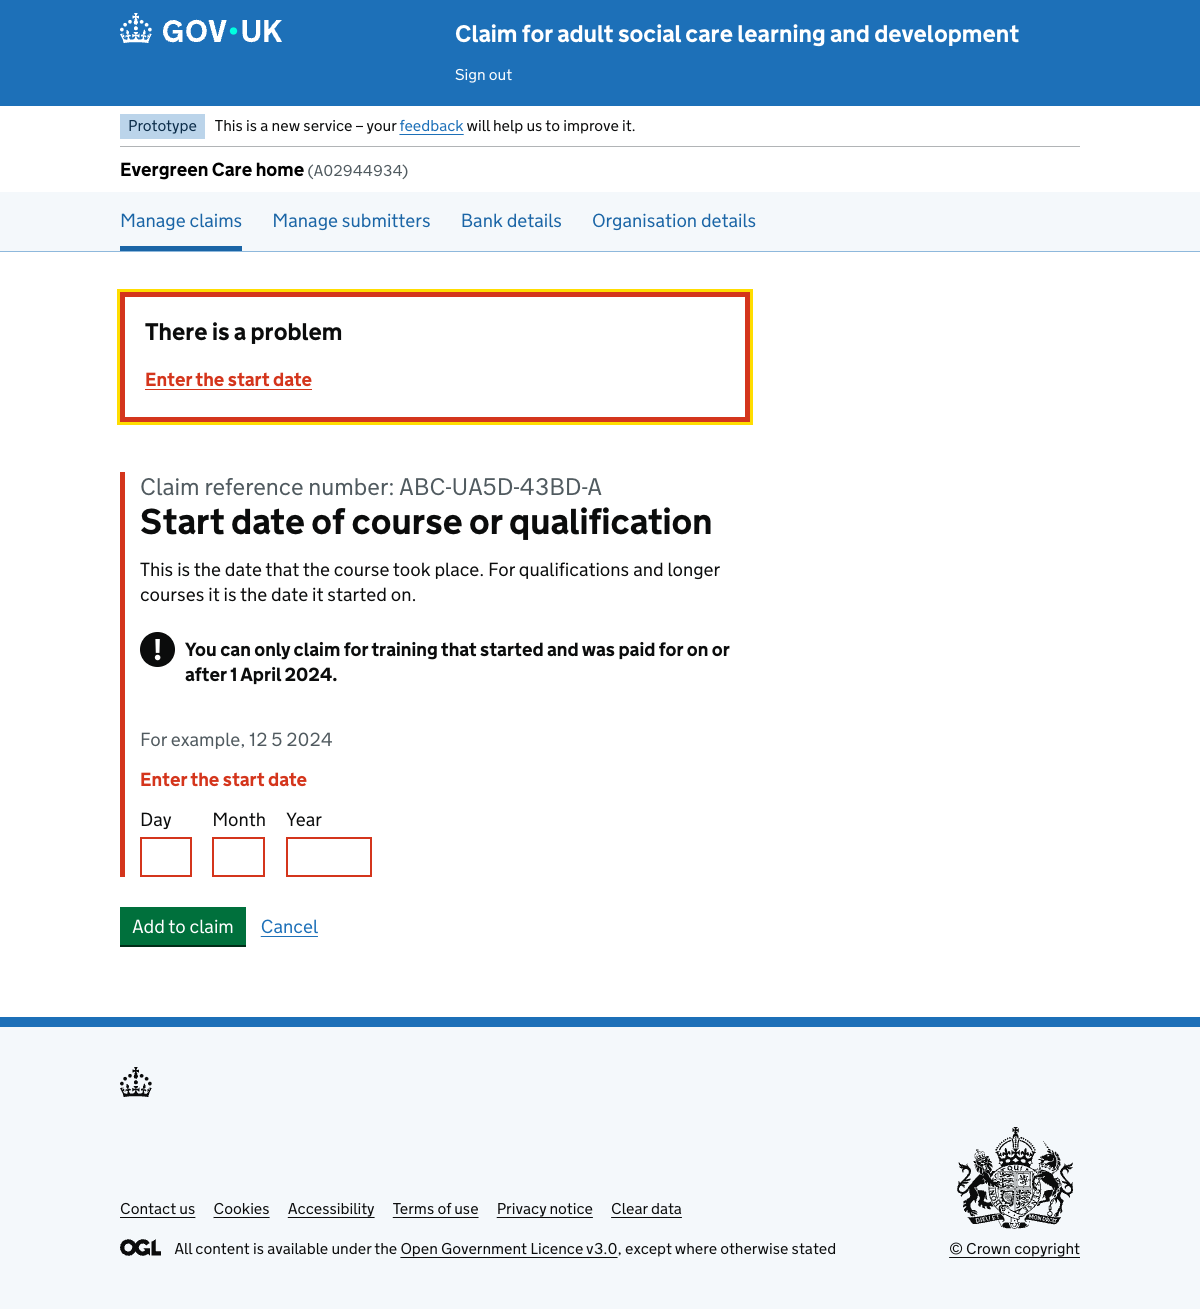 GOV·UK
Claim for adult social care learning and development
Sign out
Prototype This is a new service – your feedback will help us to improve it.
Evergreen Care home (A02944934)
Manage claims Manage submitters Bank details Organisation details
There is a problem
Enter the start date
Claim reference number: ABC-UA5D-43BD-A
Start date of course or qualification
This is the date that the course took place. For qualifications and longer
courses it is the date it started on.
! You can only claim for training that started and was paid for on or
after 1 April 2024.
For example, 12 5 2024
Enter the start date
Day Month Year
Add to claim Cancel
Contact us Cookies Accessibility Terms of use Privacy notice Clear data
OGL All content is available under the Open Government Licence v3.0, except where otherwise stated
© Crown copyright